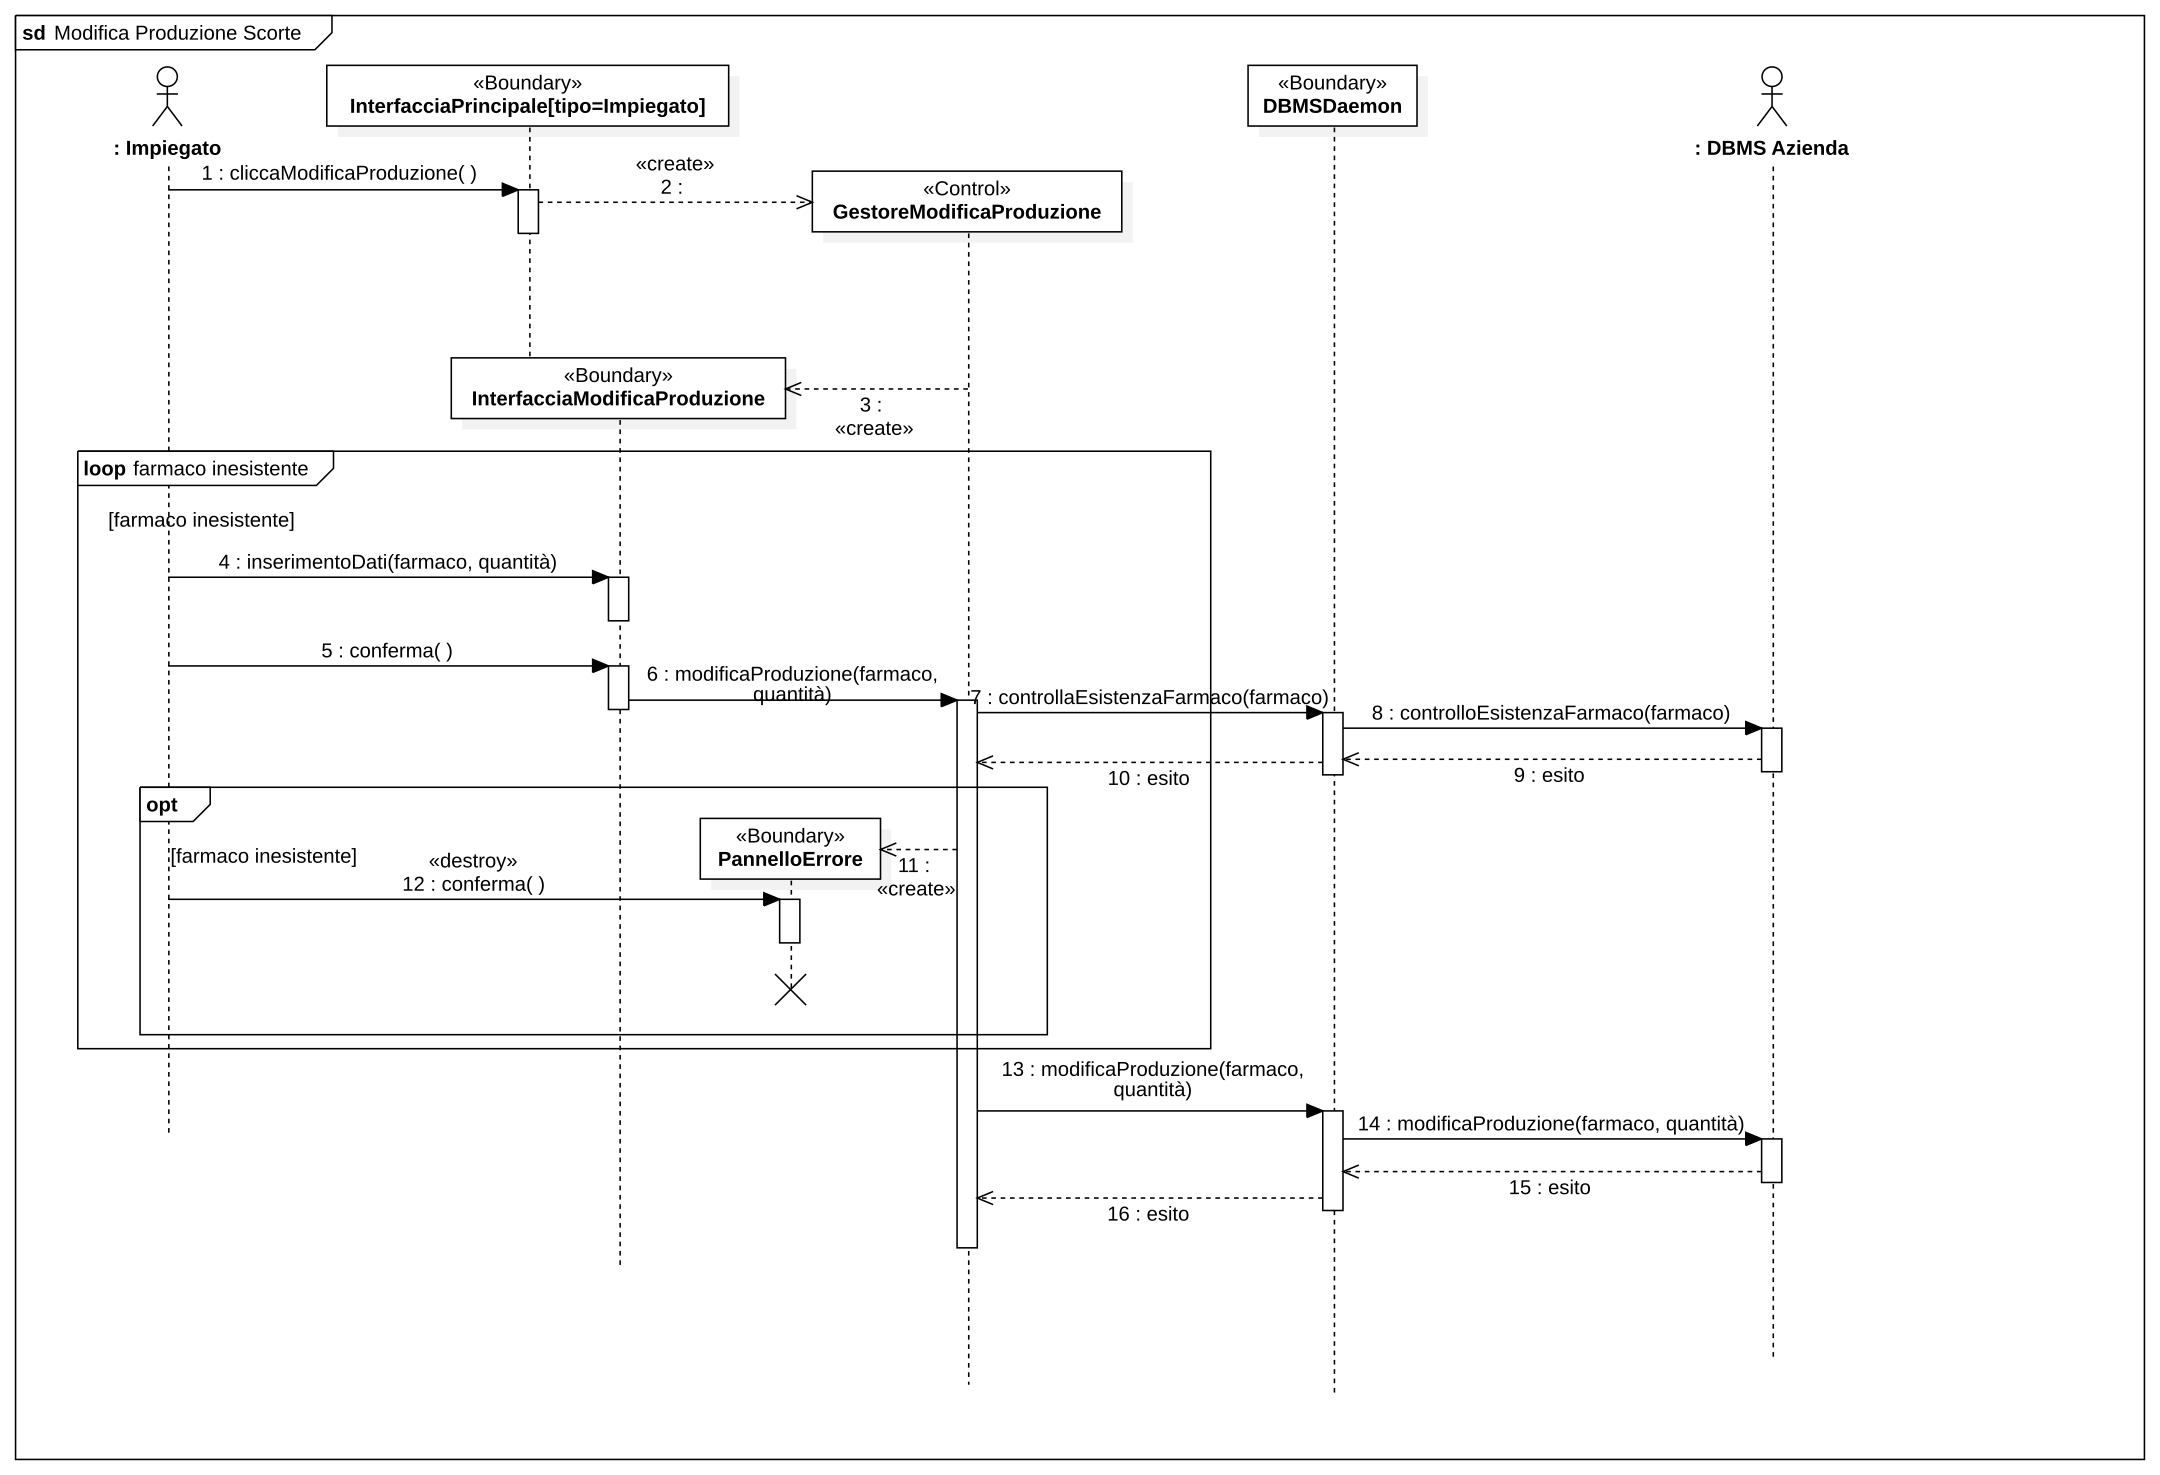 sd Modifica Produzione Scorte
«Boundary»
InterfacciaPrincipale[tipo=Impiegato]
«Boundary»
DBMSDaemon
: Impiegato
: DBMS Azienda
1 : cliccaModificaProduzione( )
«create»
2 :
«Control»
GestoreModificaProduzione
«Boundary»
InterfacciaModificaProduzione
3 :
«create»
loop farmaco inesistente
[farmaco inesistente]
4 : inserimentoDati(farmaco, quantità)
5 : conferma( )
6 : modificaProduzione(farmaco,
quantità)
7 : controllaEsistenzaFarmaco(farmaco)
8 : controlloEsistenzaFarmaco(farmaco)
9 : esito
10 : esito
opt
[farmaco inesistente]
«Boundary»
PannelloErrore
11 :
«create»
«destroy»
12 : conferma( )
13 : modificaProduzione(farmaco,
quantità)
14 : modificaProduzione(farmaco, quantità)
15 : esito
16 : esito